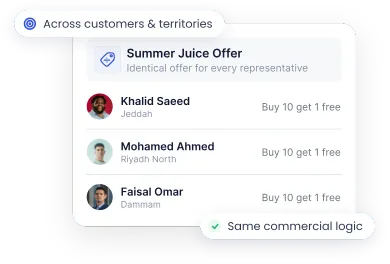 Across customers & territories
Summer Juice Offer
Identical offer for every representative
Khalid Saeed
Jeddah
Buy 10 get 1 free
Mohamed Ahmed
Riyadh North
Buy 10 get 1 free
Faisal Omar
Dammam
Buy 10 get 1 free
Same commercial logic